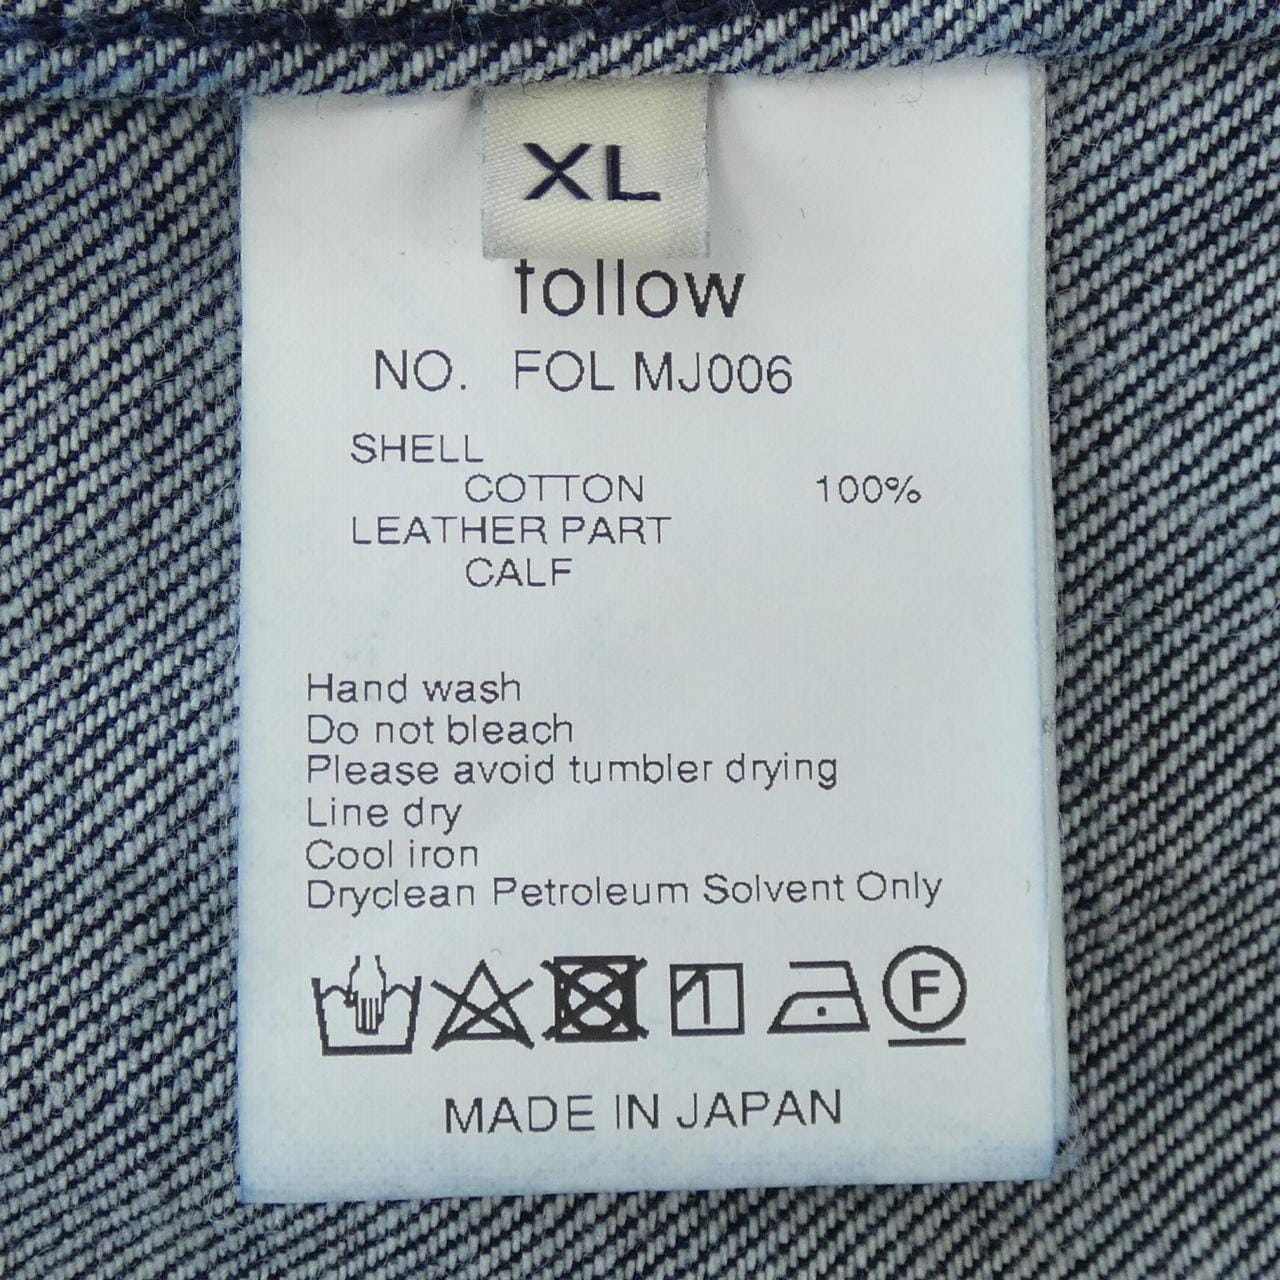 XL
follow
NO. FOL MJ006
SHELL
COTTON 100%
LEATHER PART
CALF
Hand wash
Do not bleach
Please avoid tumbler drying
Line dry
Cool iron
Dryclean Petroleum Solvent Only
F
MADE IN JAPAN